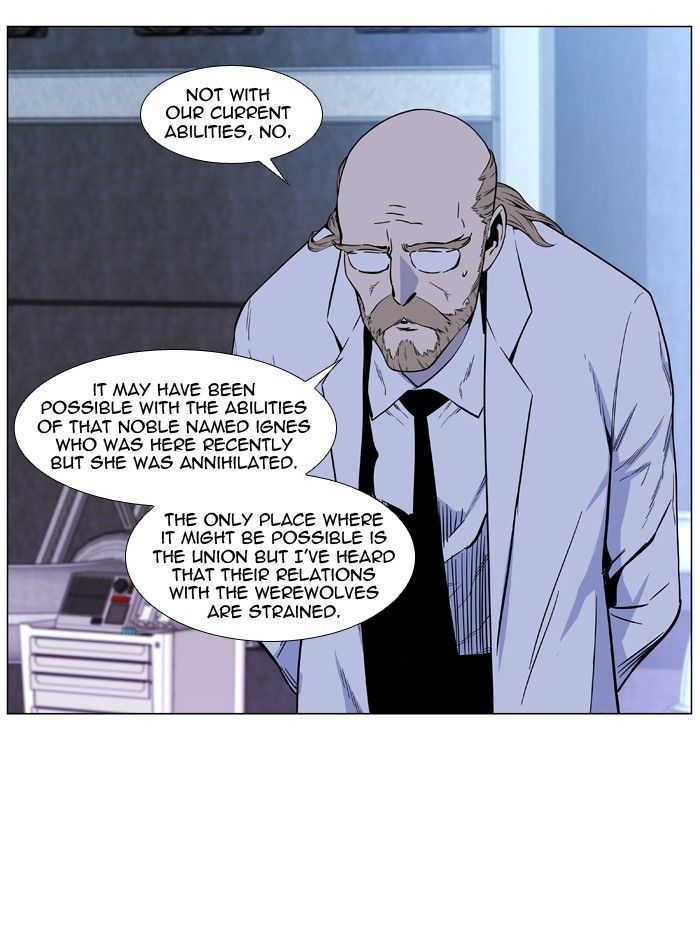 NOT WITH
OUR CURRENT
ABILITIES, NO.
IT MAY HAVE BEEN
POSSIBLE WITH THE ABILITIES
OF THAT NOBLE NAMED IGNES
WHO WAS HERE RECENTLY
BUT SHE WAS ANNIHILATED.
THE ONLY PLACE WHERE
IT MIGHT BE POSSIBLE IS
THE UNION BUT I'VE HEARD
THAT THEIR RELATIONS
WITH THE WEREWOLVES
ARE STRAINED.